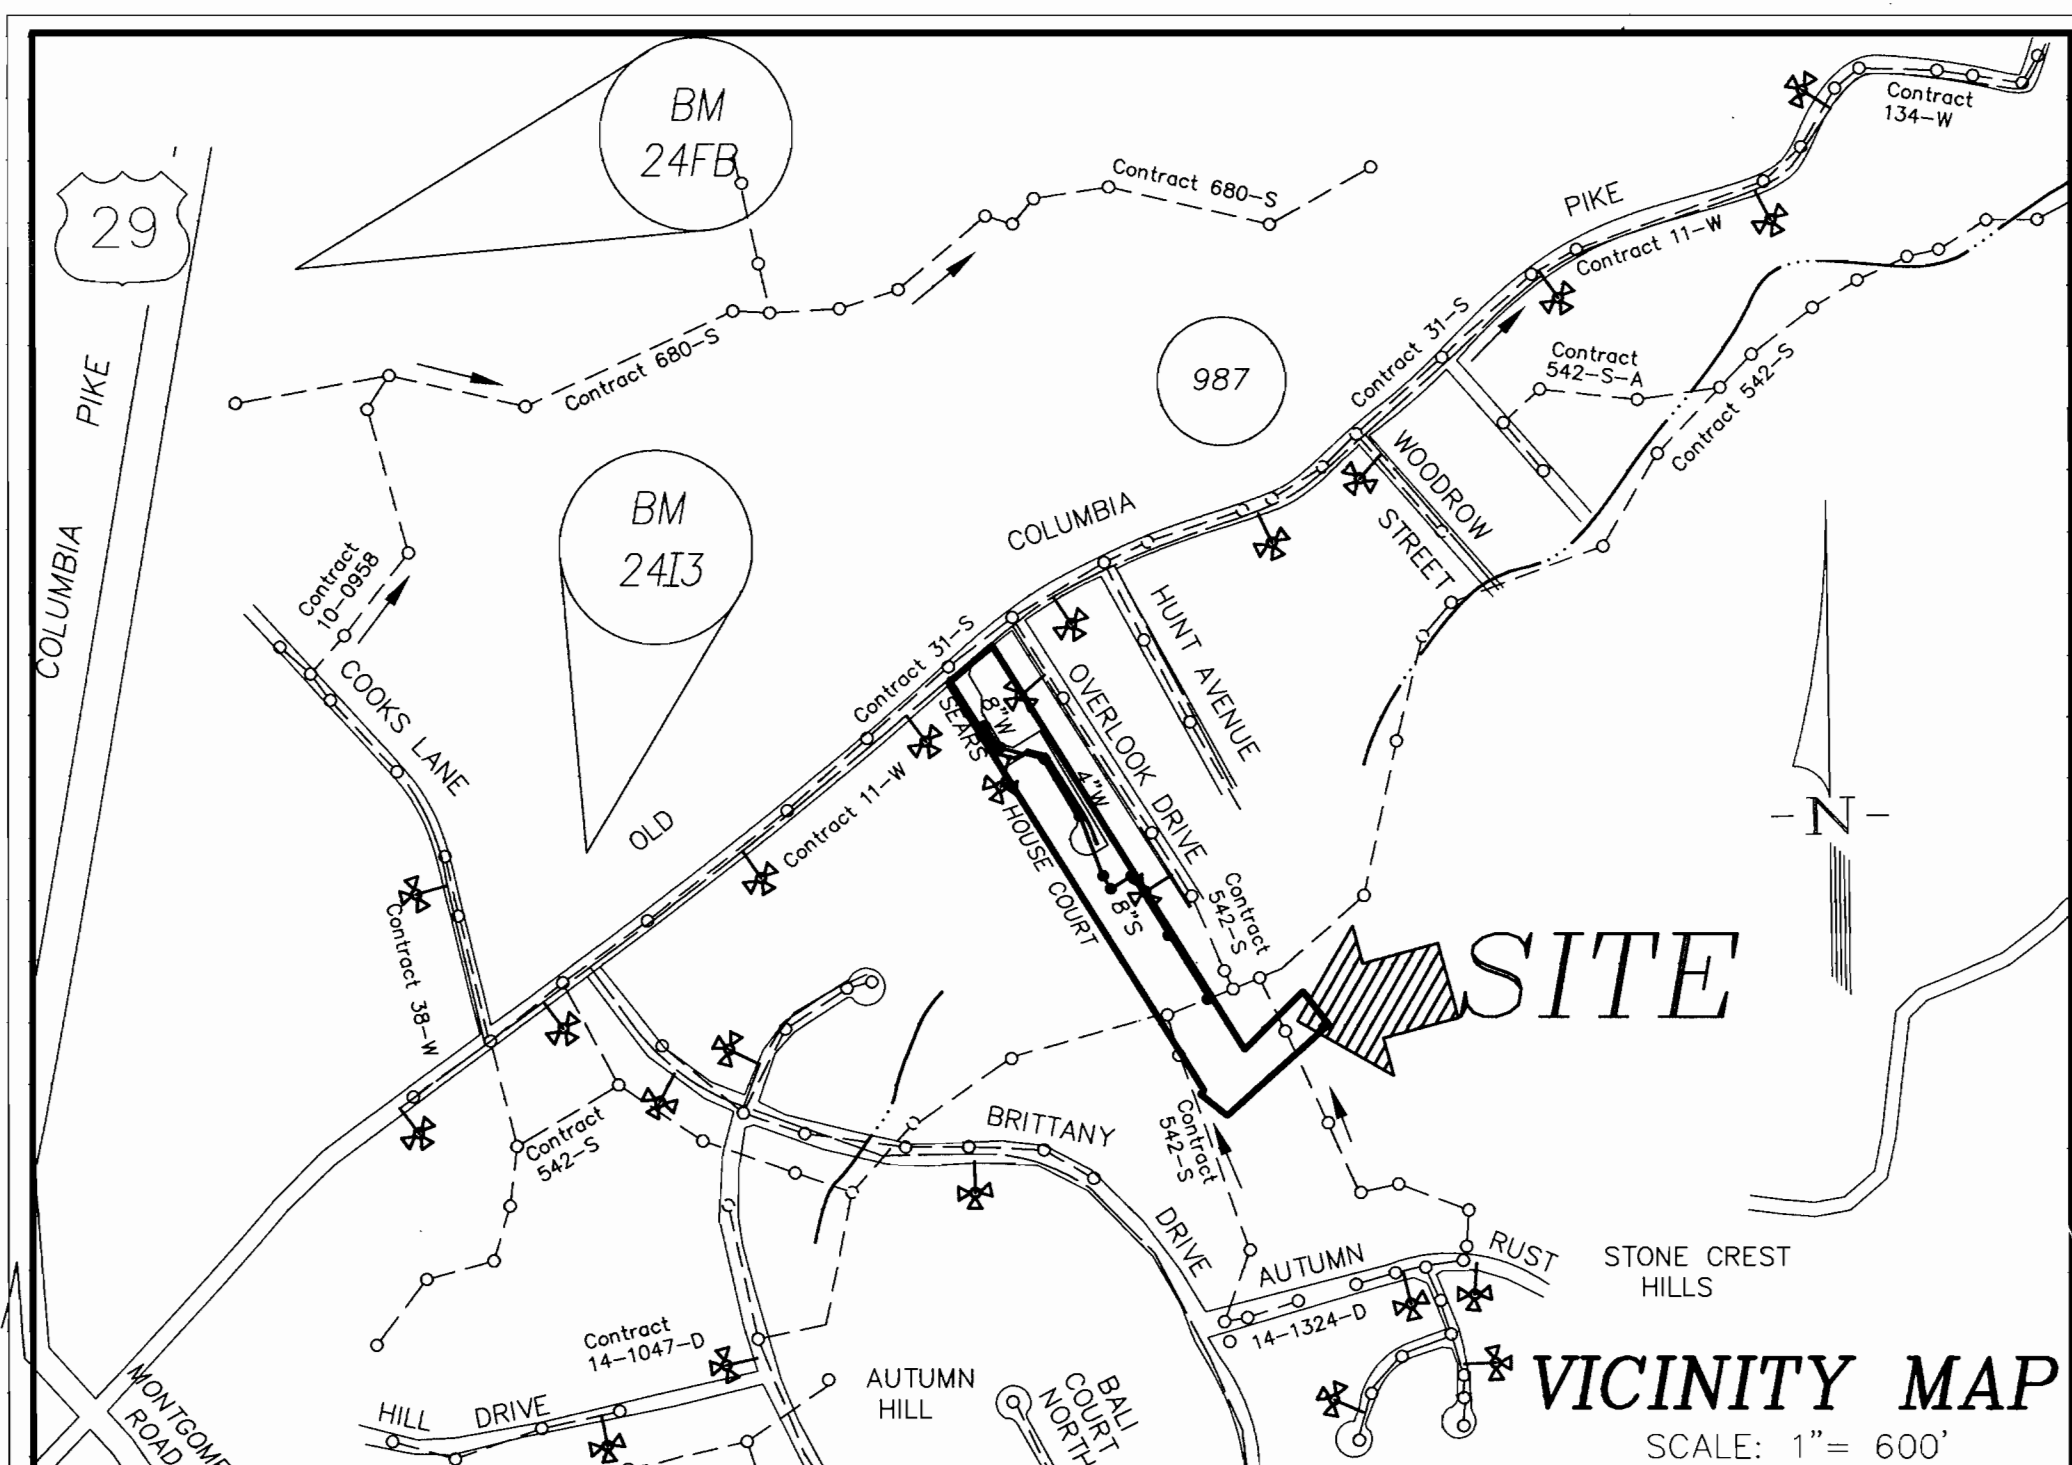 BM
24FB
29
COLUMBIA PIKE
Contract 680-S
Contract 680-S
Contract
134-W
PIKE
Contract 11-W
Contract 31-S
987
Contract
542-S-A
Contract 542-S
BM
24I3
COLUMBIA
WOODROW
STREET
Contract
10-0958
COOKS LANE
Contract 31-S
HUNT AVENUE
OVERLOOK DRIVE
SEARS HOUSE COURT
8"W
4"W
8"S
OLD
Contract 11-W
Contract 38-W
Contract
542-S
-N-
SITE
Contract
542-S
BRITTANY DRIVE
Contract
542-S
AUTUMN RUST
STONE CREST
HILLS
14-1324-D
Contract
14-1047-D
HILL DRIVE
AUTUMN
HILL
BALI
COURT
NORTH
ROAD
VICINITY MAP
SCALE: 1"= 600'